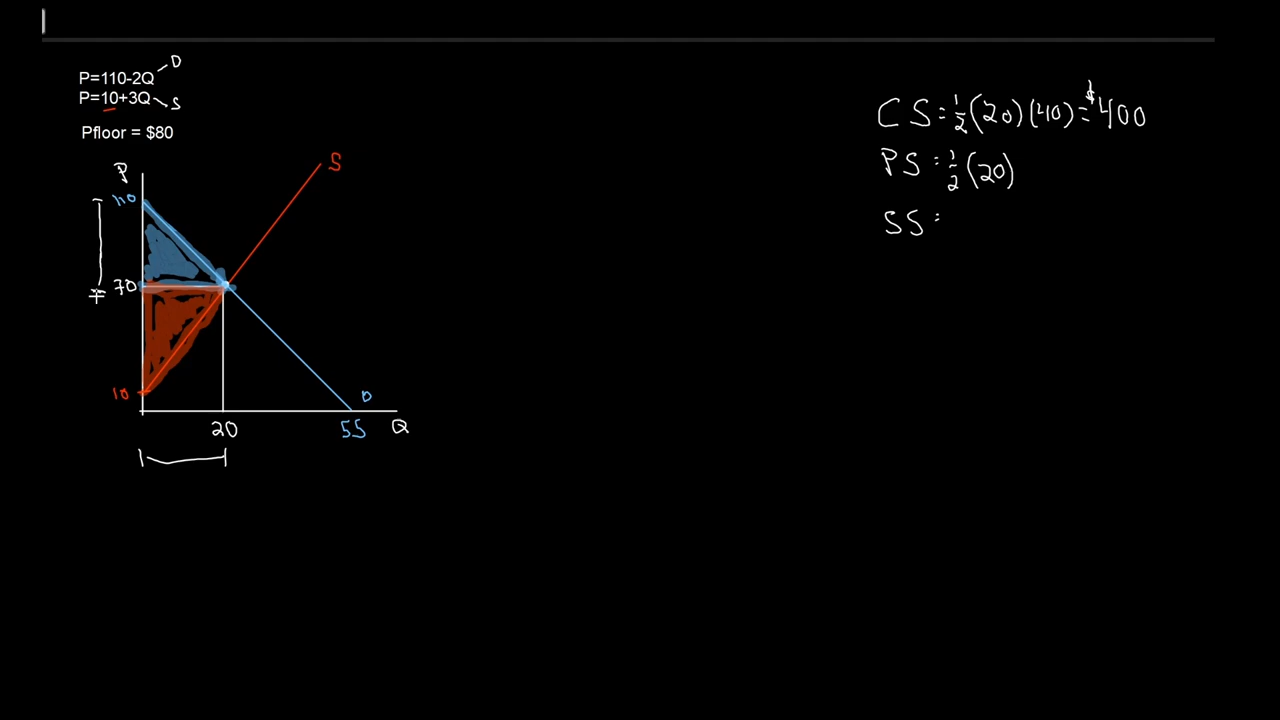 P=110-2Q D
P=10+3Q S
Pfloor = $80
P
S
110
70
10
D
20
55
Q
CS=½(20)(40)=$400
PS=½(20)
SS=